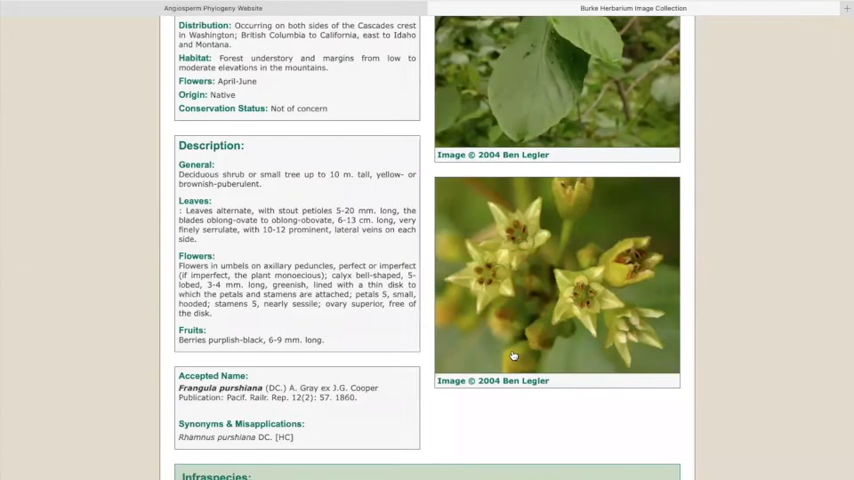 Angiosperm Phylogeny Website
Burke Herbarium Image Collection
Distribution: Occurring on both sides of the Cascades crest
in Washington; British Columbia to California, east to Idaho
and Montana.
Habitat: Forest understory and margins from low to
moderate elevations in the mountains.
Flowers: April-June
Origin: Native
Conservation Status: Not of concern
Description:
General:
Deciduous shrub or small tree up to 10 m. tall, yellow- or
brownish-puberulent.
Leaves:
: Leaves alternate, with stout petioles 5-20 mm. long, the
blades oblong-ovate to oblong-obovate, 6-13 cm. long, very
finely serrulate, with 10-12 prominent, lateral veins on each
side.
Flowers:
Flowers in umbels on axillary peduncles, perfect or imperfect
(if imperfect, the plant monoecious); calyx bell-shaped, 5-
lobed, 3-4 mm. long, greenish, lined with a thin disk to
which the petals and stamens are attached; petals 5, small,
hooded; stamens 5, nearly sessile; ovary superior, free of
the disk.
Fruits:
Berries purplish-black, 6-9 mm. long.
Accepted Name:
Frangula purshiana (DC.) A. Gray ex J.G. Cooper
Publication: Pacif. Railr. Rep. 12(2): 57. 1860.
Synonyms & Misapplications:
Rhamnus purshiana DC. [HC]
Image © 2004 Ben Legler
Image © 2004 Ben Legler
Infraspecies: